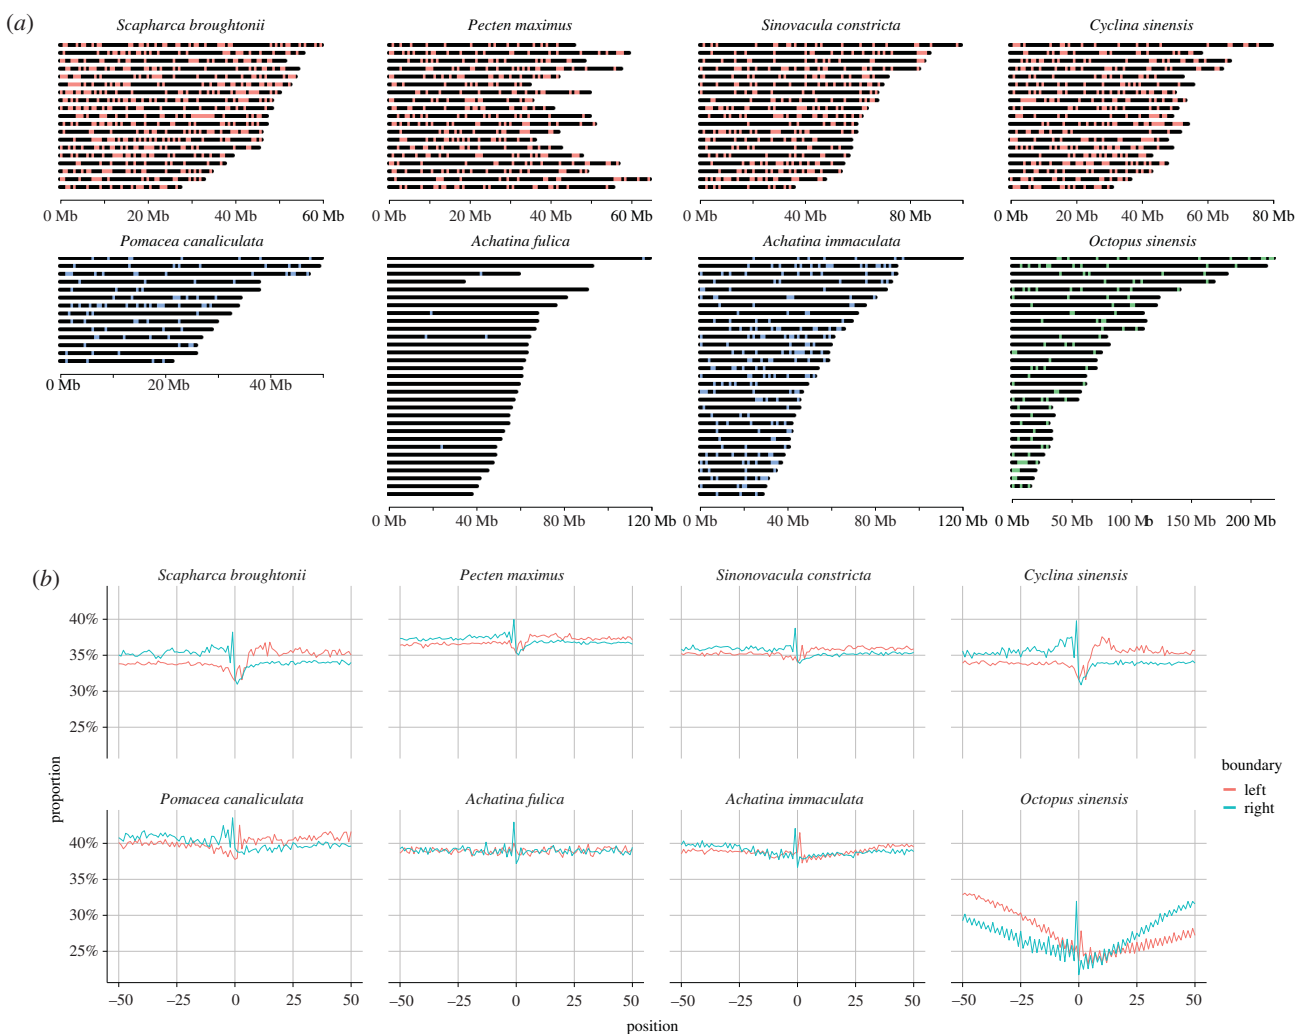 (a)
Scapharca broughtonii
Pecten maximus
Sinovacula constricta
Cyclina sinensis
0 Mb 20 Mb 40 Mb 60 Mb
0 Mb 20 Mb 40 Mb 60 Mb
0 Mb 40 Mb 80 Mb
0 Mb 20 Mb 40 Mb 60 Mb 80 Mb
Pomacea canaliculata
Achatina fulica
Achatina immaculata
Octopus sinensis
0 Mb 20 Mb 40 Mb
0 Mb 40 Mb 80 Mb 120 Mb
0 Mb 40 Mb 80 Mb 120 Mb
0 Mb 50 Mb 100 Mb 150 Mb 200 Mb
(b)
Scapharca broughtonii
Pecten maximus
Sinonovacula constricta
Cyclina sinensis
40%
35%
30%
25%
proportion
Pomacea canaliculata
Achatina fulica
Achatina immaculata
Octopus sinensis
40%
35%
30%
25%
boundary
left
right
–50 –25 0 25 50
–50 –25 0 25 50
–50 –25 0 25 50
–50 –25 0 25 50
position